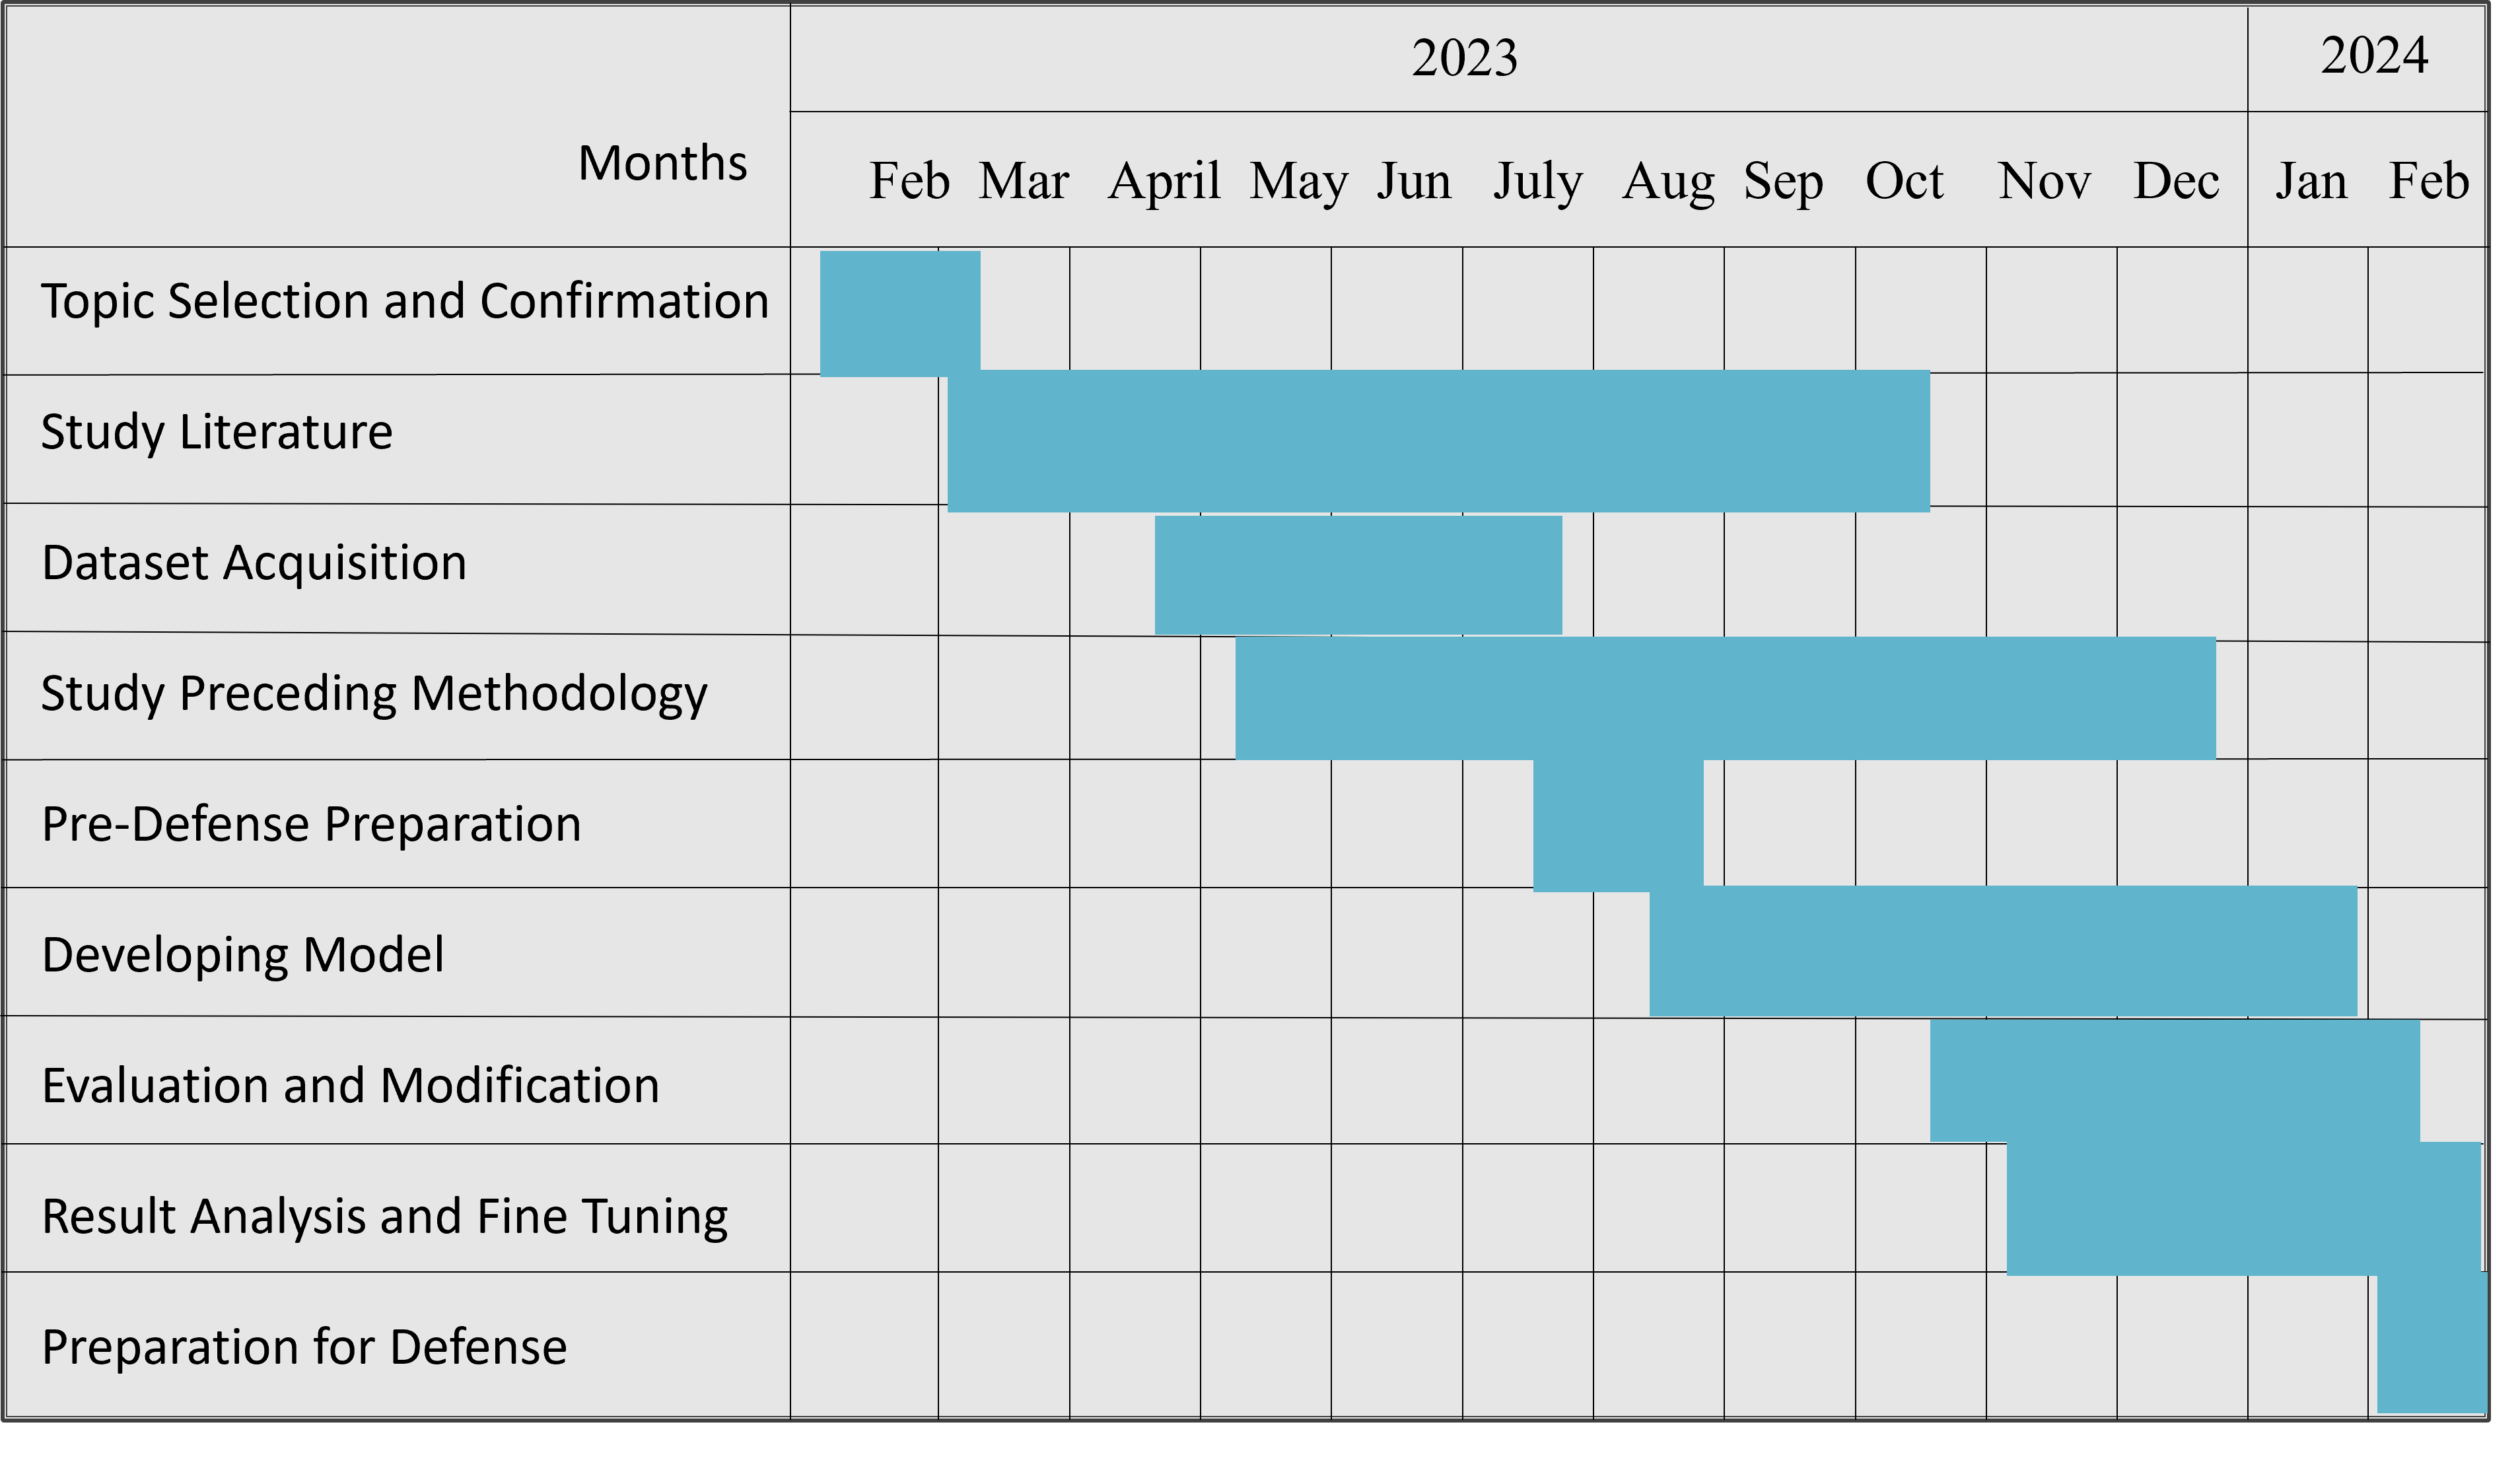 2023 2024
Months Feb Mar April May Jun July Aug Sep Oct Nov Dec Jan Feb
Topic Selection and Confirmation
Study Literature
Dataset Acquisition
Study Preceding Methodology
Pre-Defense Preparation
Developing Model
Evaluation and Modification
Result Analysis and Fine Tuning
Preparation for Defense